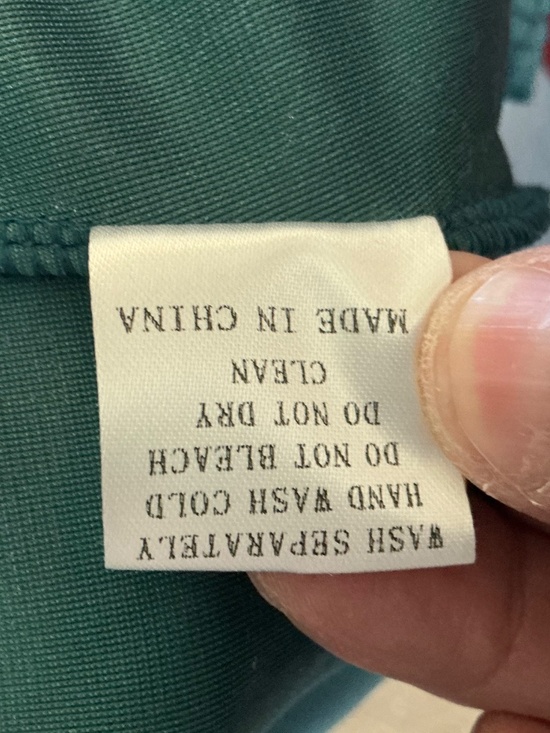 WASH SEPARATELY
HAND WASH COLD
DO NOT BLEACH
DO NOT DRY
CLEAN
MADE IN CHINA